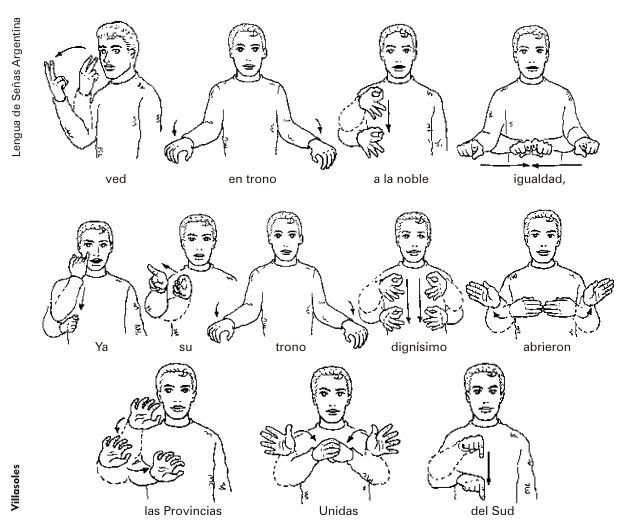 Lengua de Señas Argentina
ved en trono a la noble igualdad,
Ya su trono dignísimo abrieron
las Provincias Unidas del Sud
Villasoles